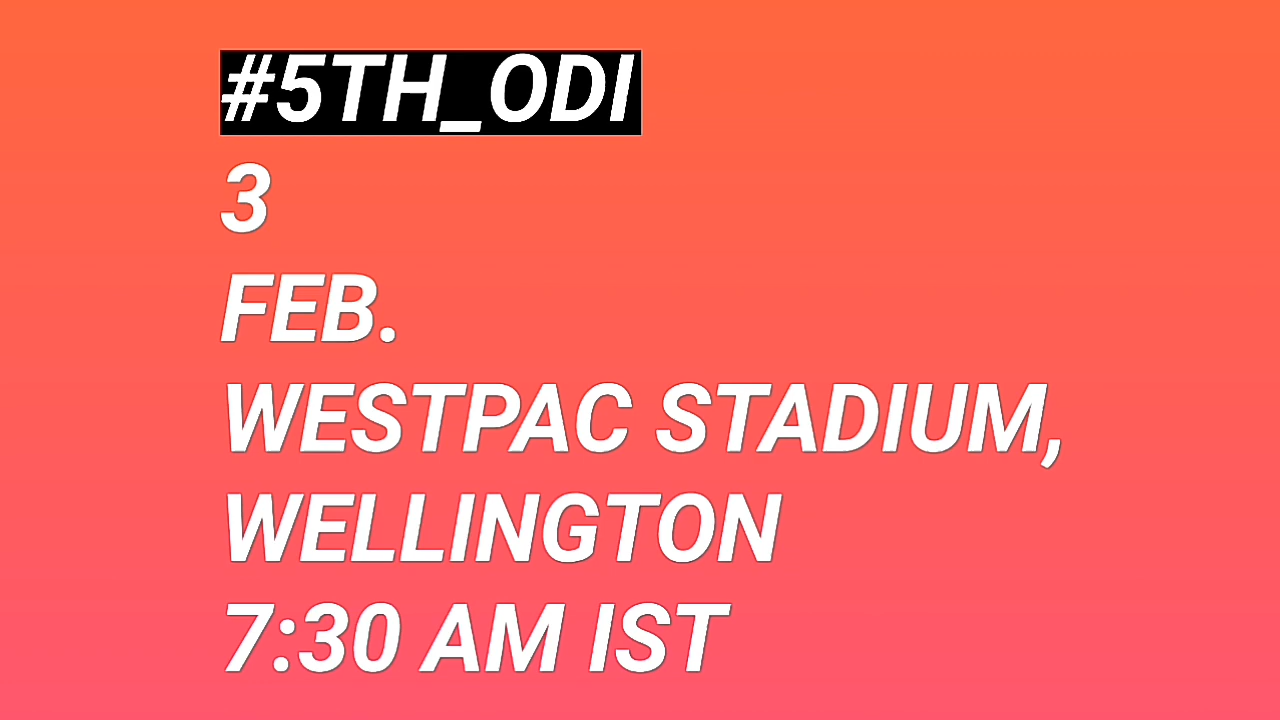 #5TH_ODI
3
FEB.
WESTPAC STADIUM,
WELLINGTON
7:30 AM IST